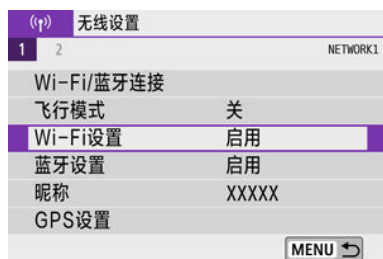 无线设置
1 2 NETWORK1
Wi-Fi/蓝牙连接
飞行模式 关
Wi-Fi设置 启用
蓝牙设置 启用
昵称 XXXXX
GPS设置
MENU